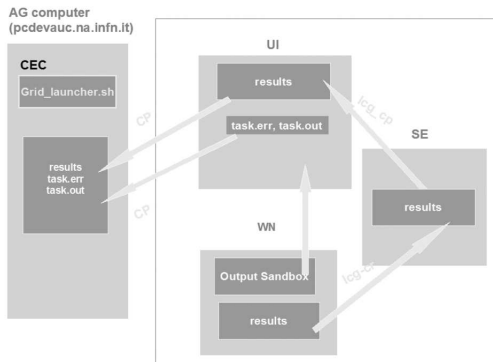 AG computer
(pcdevauc.na.infn.it)
CEC
Grid_launcher.sh
results
task.err
task.out
CP
CP
UI
results
task.err, task.out
lcg_cp
SE
results
WN
Output Sandbox
results
lcg-cr